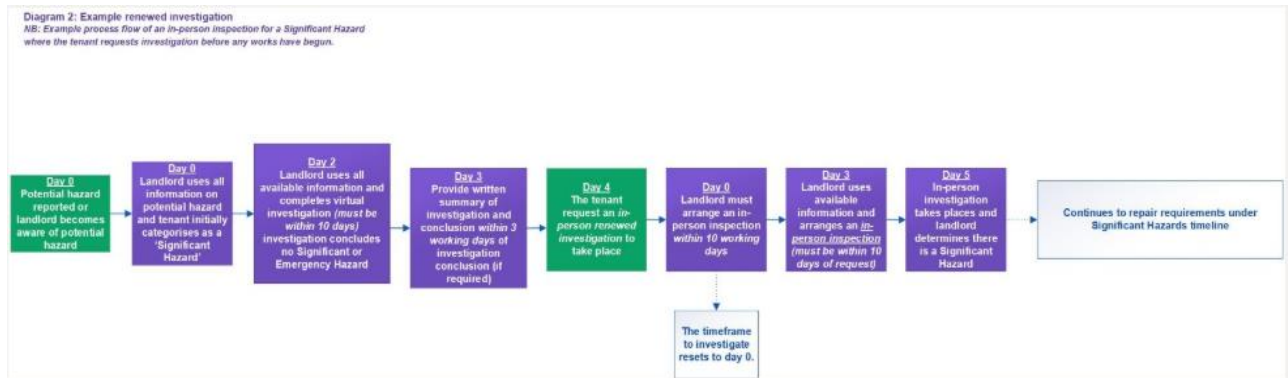 Diagram 2: Example renewed investigation
NB: Example process flow of an in-person inspection for a Significant Hazard
where the tenant requests investigation before any works have begun.
Day 0
Potential hazard
reported or
landlord becomes
aware of potential
hazard
Day 0
Landlord uses all
information on
potential hazard
and tenant initially
categorises as a
'Significant
Hazard'
Day 2
Landlord uses all
available information and
completes virtual
investigation (must be
within 10 days)
investigation concludes
no Significant or
Emergency Hazard
Day 3
Provide written
summary of
investigation and
conclusion within 3
working days of
investigation
conclusion (if
required)
Day 4
The tenant
request an in-
person renewed
investigation to
take place
Day 0
Landlord must
arrange an in-
person inspection
within 10 working
days
The timeframe
to investigate
resets to day 0.
Day 3
Landlord uses
available
information and
arranges an in-
person inspection
(must be within 10
days of request)
Day 5
In-person
investigation
takes places and
landlord
determines there
is a Significant
Hazard
Continues to repair requirements under
Significant Hazards timeline